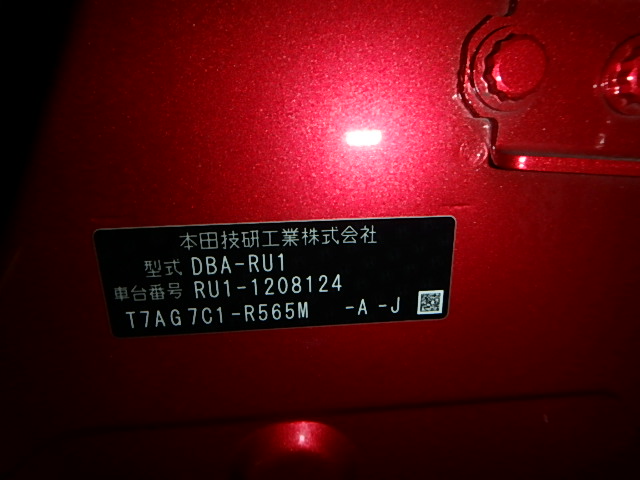 本田技研工業株式会社
型式 DBA-RU1
車台番号 RU1-1208124
T7AG7C1-R565M -A -J